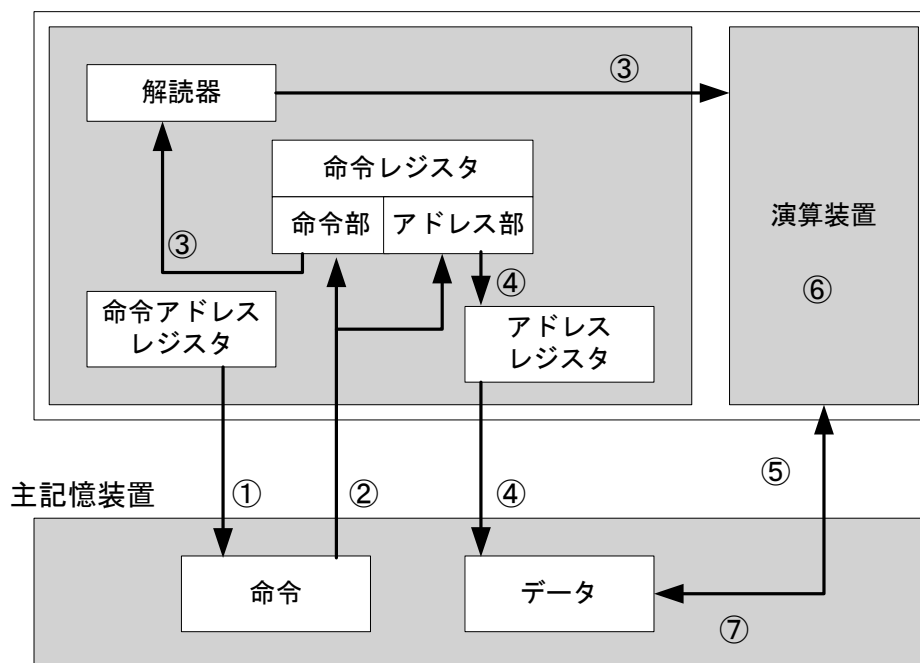 ③
解読器
命令レジスタ
命令部
アドレス部
演算装置
③
④
⑥
命令アドレス
レジスタ
アドレス
レジスタ
⑤
主記憶装置
①
②
④
命令
データ
⑦